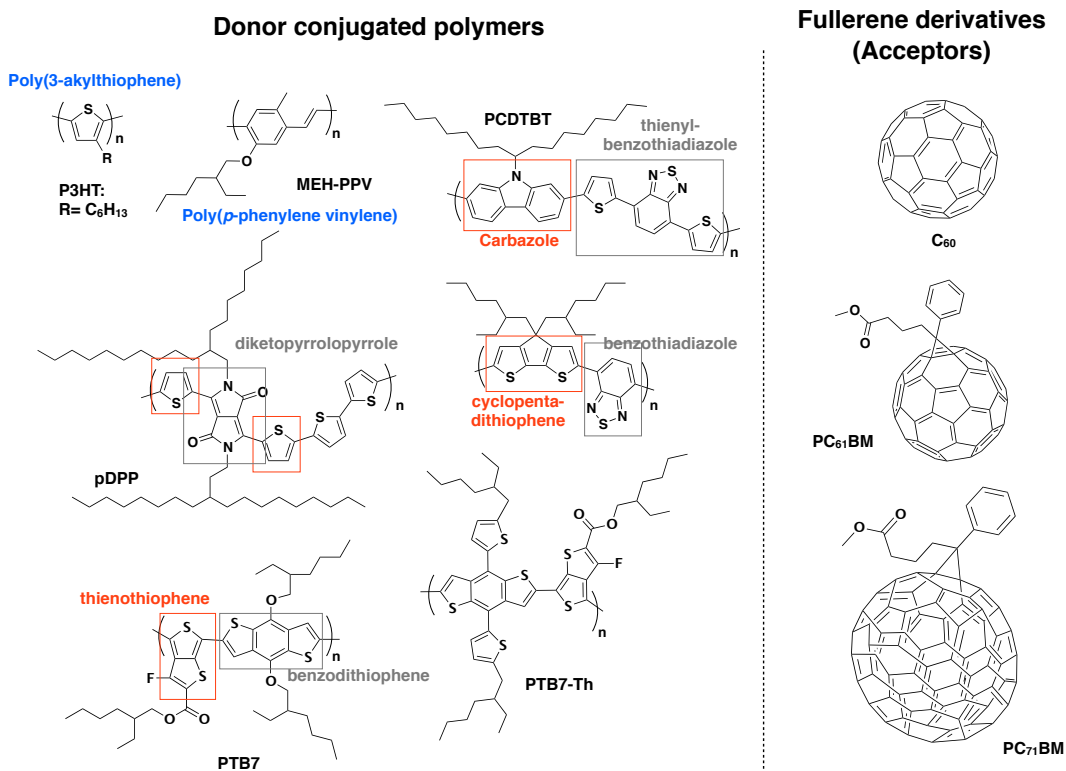 Donor conjugated polymers
Fullerene derivatives
(Acceptors)
Poly(3-akylthiophene)
S
n
R
P3HT:
R= C6H13
O
n
MEH-PPV
Poly(p-phenylene vinylene)
PCDTBT
thienyl-
benzothiadiazole
N
S
N
S
N
S
n
Carbazole
C60
diketopyrrolopyrrole
S
N
O
O
N
S
S
S
n
pDPP
benzothiadiazole
S
S
N
S
N
n
cyclopenta-
dithiophene
O
O
PC61BM
thienothiophene
S
S
F
O
O
S
S
O
O
n
benzodithiophene
PTB7
S
S
S
S
O
O
S
F
S
n
PTB7-Th
O
O
PC71BM